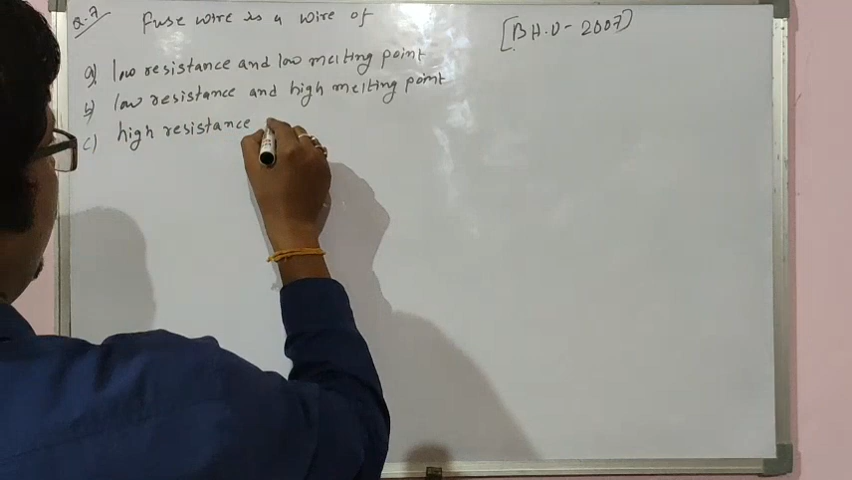 Q.7 Fuse wire is a wire of [B H.U- 2007]
a) low resistance and low melting point
b) low resistance and high melting point
c) high resistance